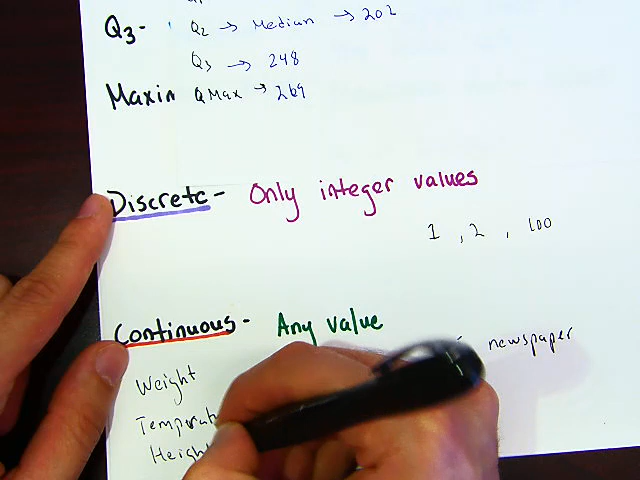 Q3- Q2 → Median → 202
Q3 → 248
Maxin QMax → 269
Discrete - Only integer values
1 , 2 , 100
Continuous - Any value
newspaper
Weight